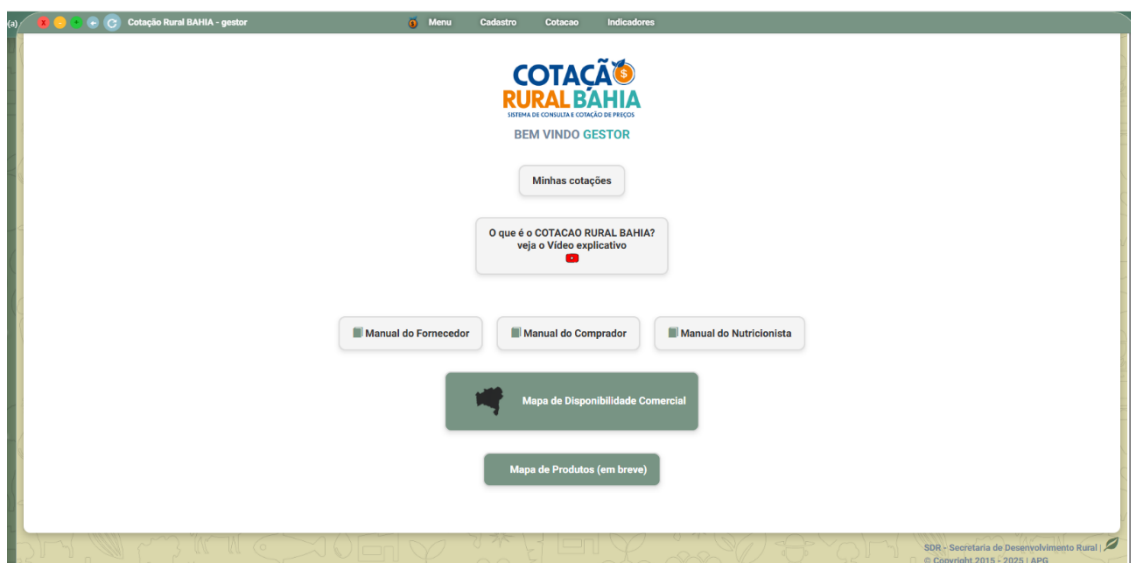 (a)
x
-
+
Cotação Rural BAHIA - gestor
Menu
Cadastro
Cotacao
Indicadores
COTAÇÃO
$
RURAL BAHIA
SISTEMA DE CONSULTA E COTAÇÃO DE PREÇOS
BEM VINDO GESTOR
Minhas cotações
O que é o COTACAO RURAL BAHIA?
veja o Vídeo explicativo
Manual do Fornecedor
Manual do Comprador
Manual do Nutricionista
Mapa de Disponibilidade Comercial
Mapa de Produtos (em breve)
SDR - Secretaria de Desenvolvimento Rural |
© Copyright 2015 - 2025 | APG